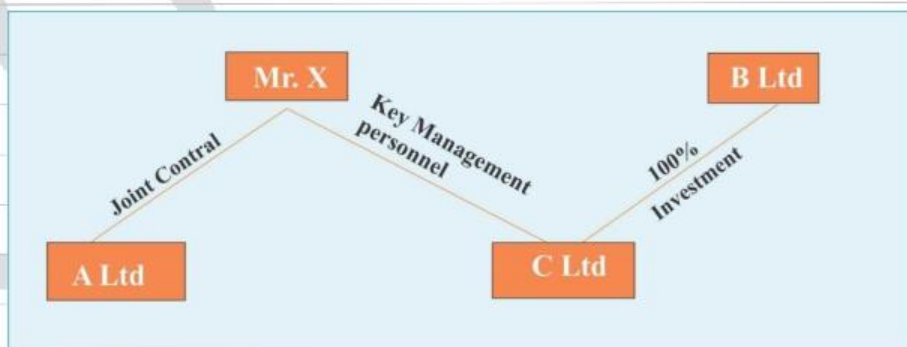 Mr. X
B Ltd
Joint Contral
Key Management
personnel
100%
Investment
A Ltd
C Ltd